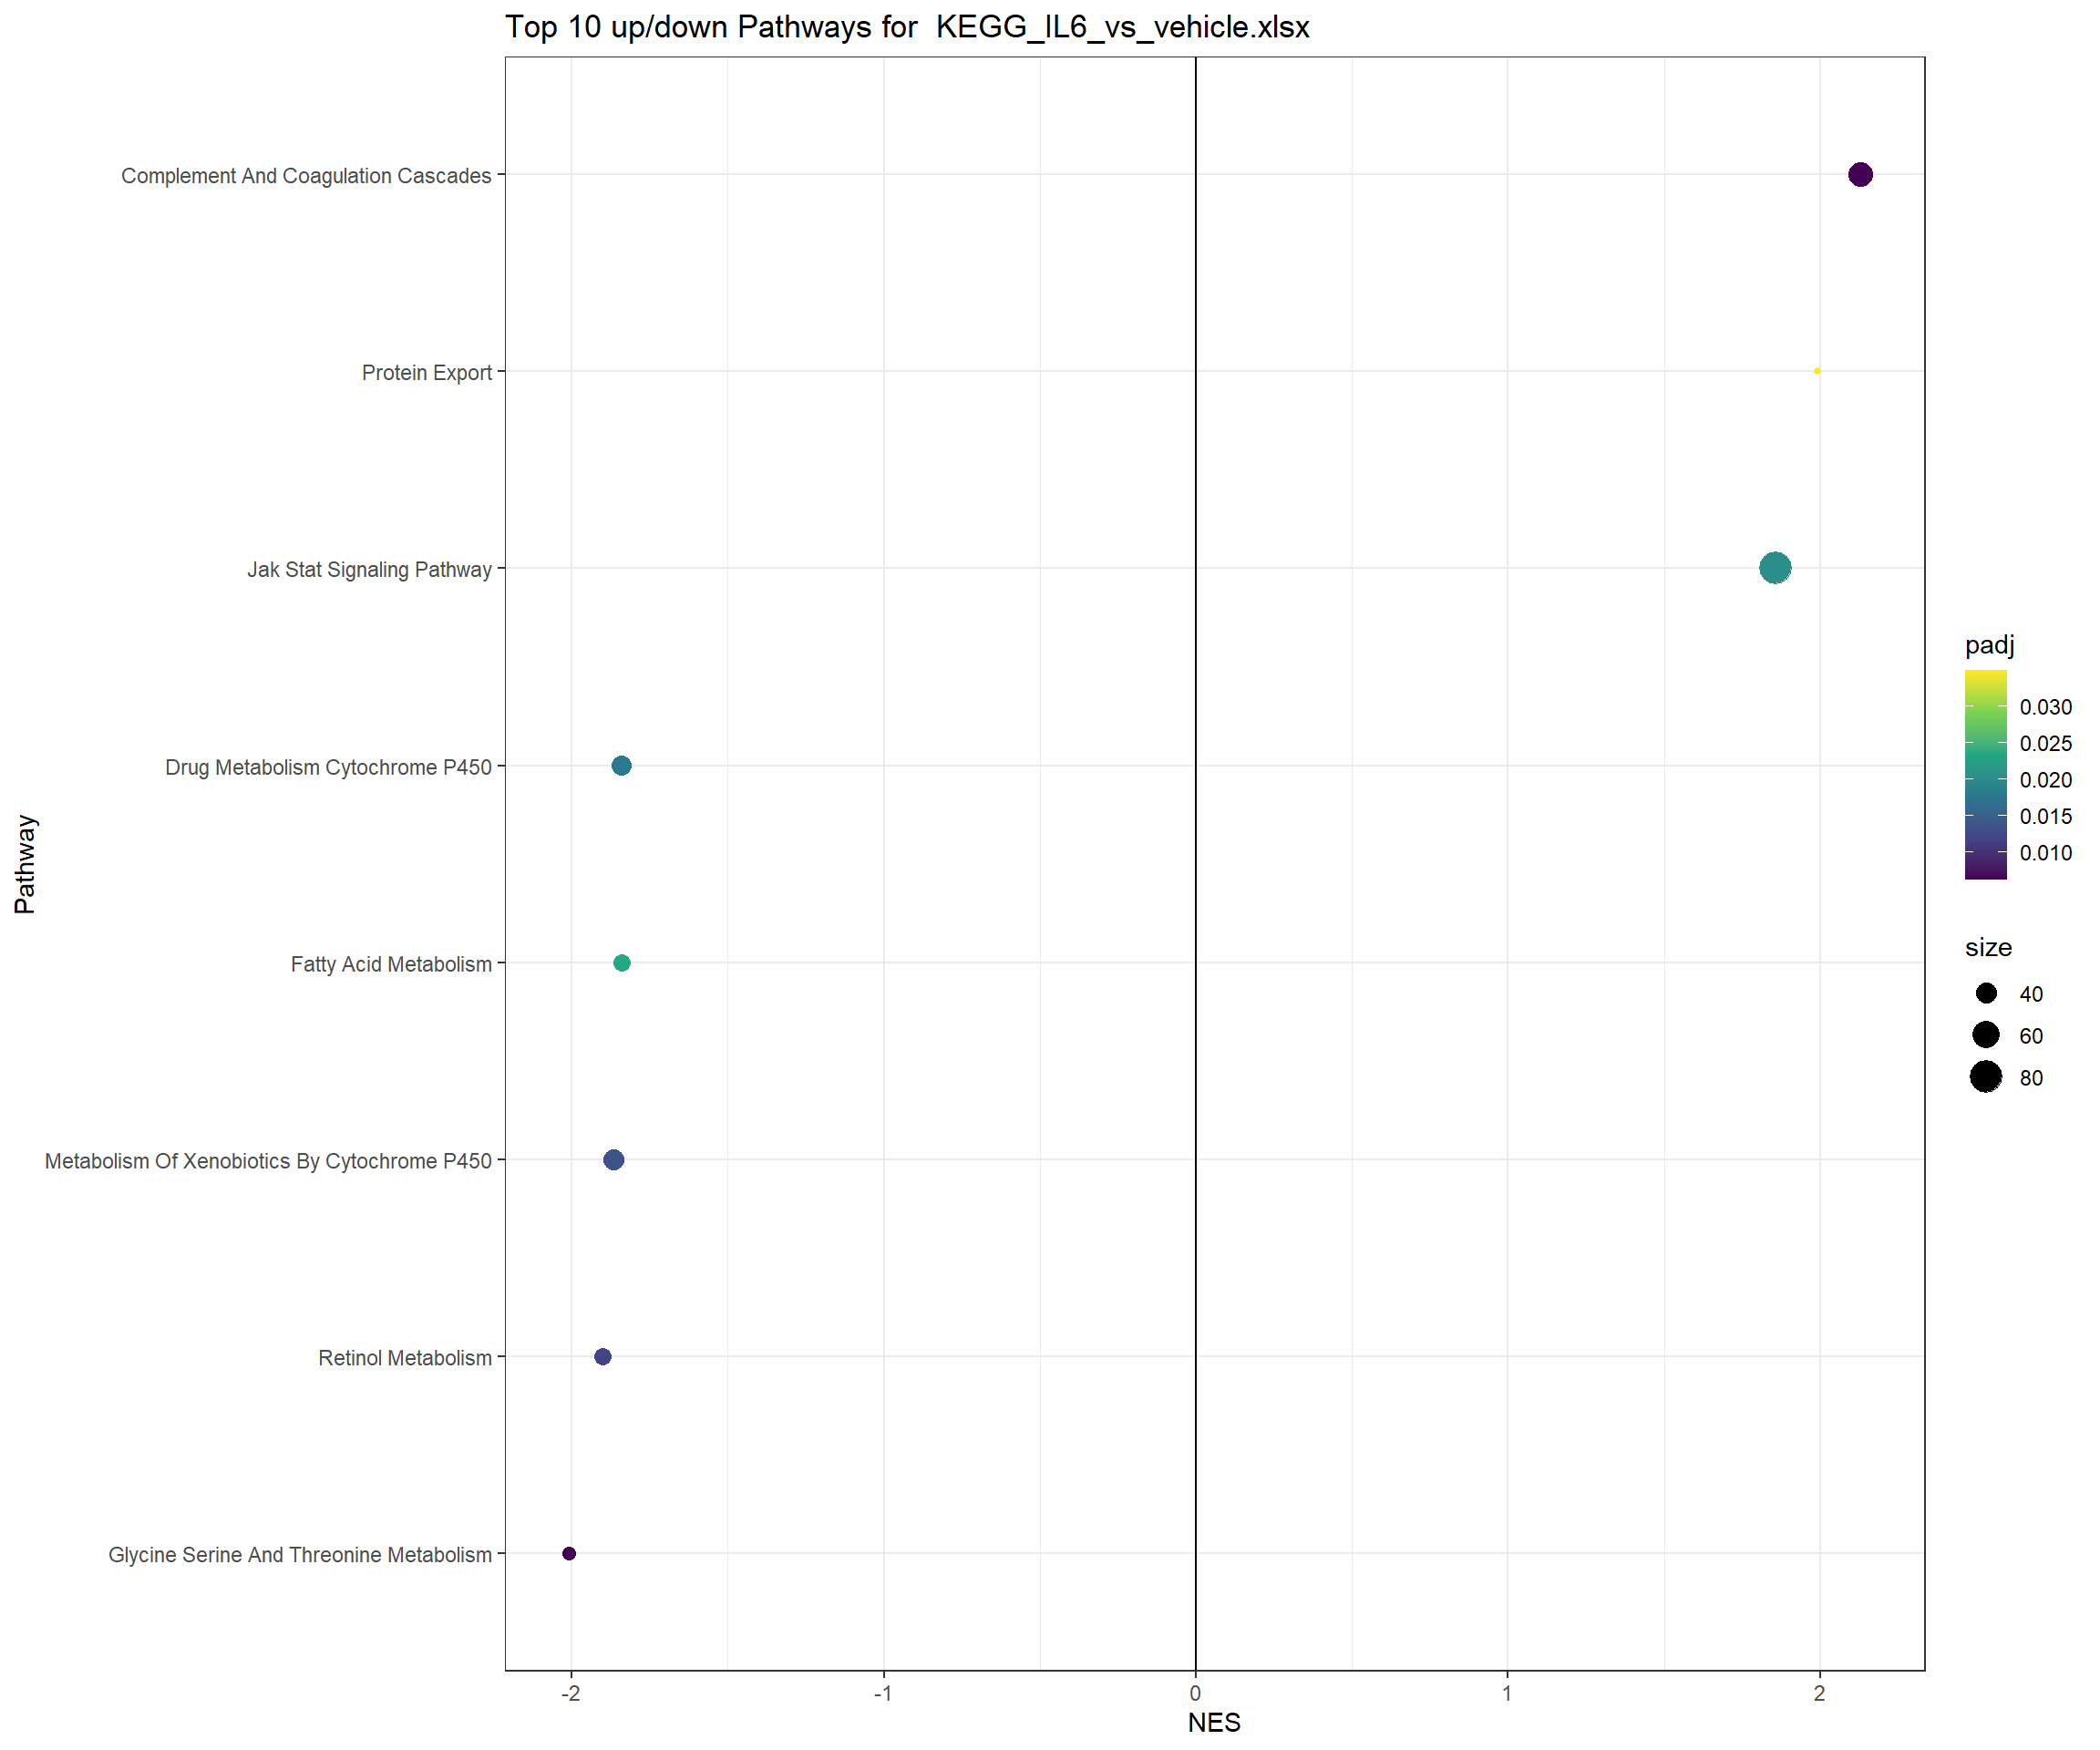 Top 10 up/down Pathways for  KEGG_IL6_vs_vehicle.xlsx
Pathway
Complement And Coagulation Cascades
Protein Export
Jak Stat Signaling Pathway
Drug Metabolism Cytochrome P450
Fatty Acid Metabolism
Metabolism Of Xenobiotics By Cytochrome P450
Retinol Metabolism
Glycine Serine And Threonine Metabolism
-2
-1
0
1
2
NES
padj
0.030
0.025
0.020
0.015
0.010
size
40
60
80